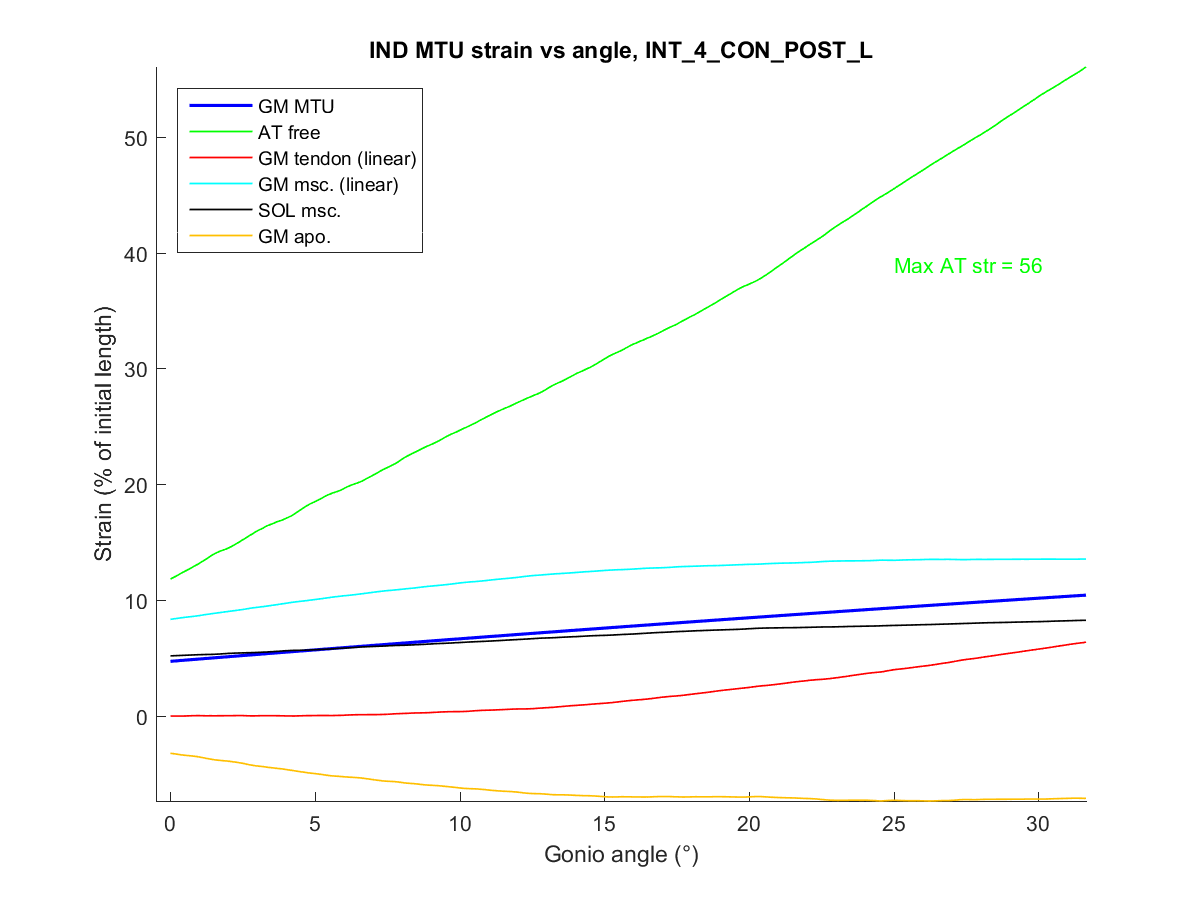 IND MTU strain vs angle, INT_4_CON_POST_L
GM MTU
AT free
GM tendon (linear)
GM msc. (linear)
SOL msc.
GM apo.
Max AT str = 56
Strain (% of initial length)
50
40
30
20
10
0
0 5 10 15 20 25 30
Gonio angle (°)